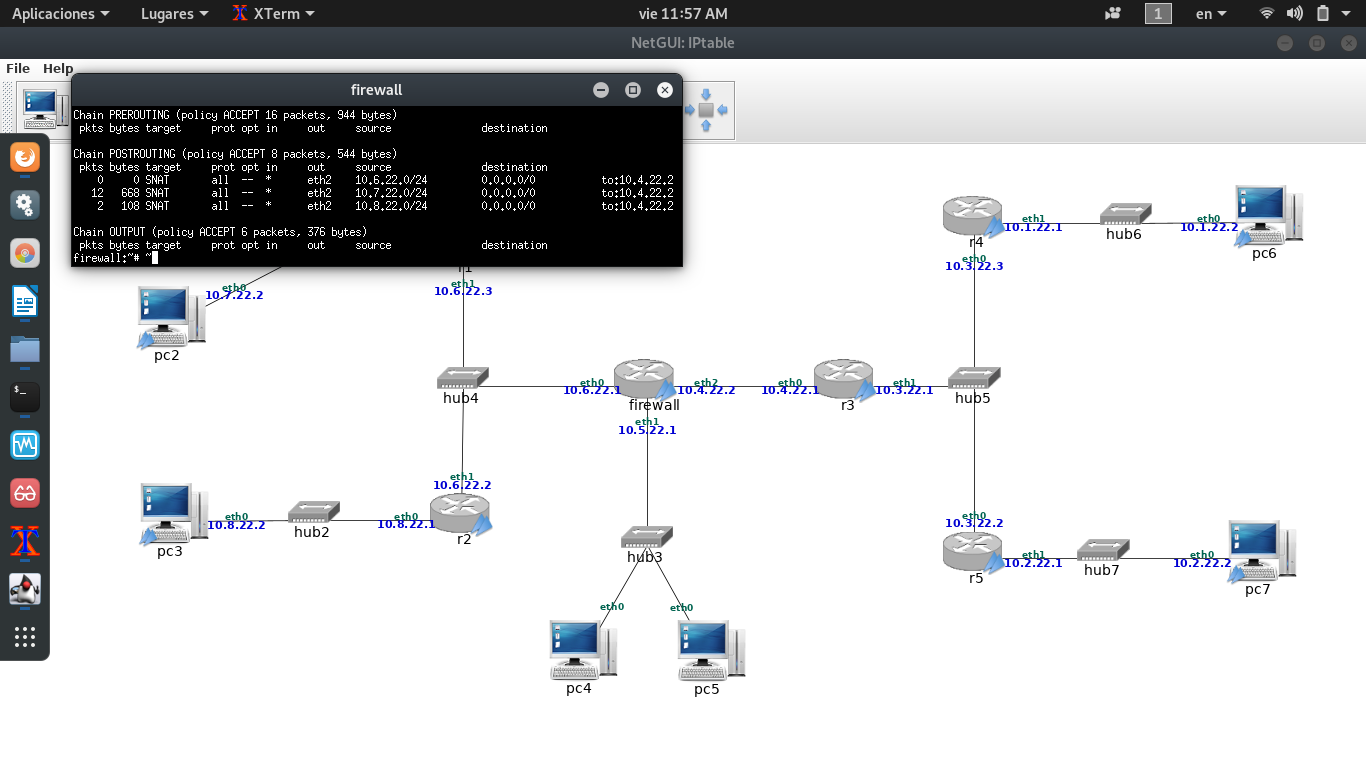 Aplicaciones Lugares XTerm vie 11:57 AM 1 en
NetGUI: IPtable
File Help
firewall
Chain PREROUTING (policy ACCEPT 16 packets, 944 bytes)
pkts bytes target prot opt in out source destination
Chain POSTROUTING (policy ACCEPT 8 packets, 544 bytes)
pkts bytes target prot opt in out source destination
0 0 SNAT all -- * eth2 10.6.22.0/24 0.0.0.0/0 to:10.4.22.2
12 668 SNAT all -- * eth2 10.7.22.0/24 0.0.0.0/0 to:10.4.22.2
2 108 SNAT all -- * eth2 10.8.22.0/24 0.0.0.0/0 to:10.4.22.2
Chain OUTPUT (policy ACCEPT 6 packets, 376 bytes)
pkts bytes target prot opt in out source destination
firewall:~# ~
eth1
10.1.22.1
hub6
eth0
10.1.22.2
pc6
r4
eth0
10.3.22.3
r1
eth1
10.6.22.3
eth0
10.7.22.2
pc2
hub4
eth0
10.6.22.1
firewall
eth2
10.4.22.2
eth0
10.4.22.1
r3
eth1
10.3.22.1
hub5
eth1
10.5.22.1
eth1
10.6.22.2
eth0
10.8.22.2
pc3
hub2
eth0
10.8.22.1
r2
hub3
eth0
10.3.22.2
r5
eth1
10.2.22.1
hub7
eth0
10.2.22.2
pc7
eth0
eth0
pc4
pc5